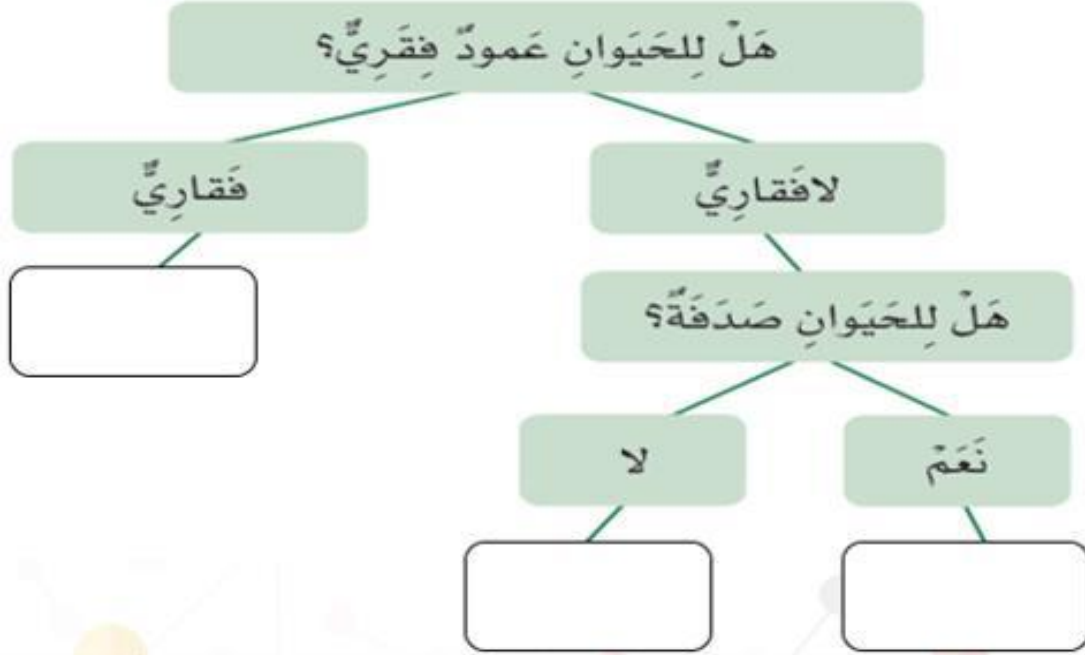 هَلْ لِلحَيَوانِ عَمودٌ فِقَرِيٌّ؟
لافَقارِيٌّ
فَقارِيٌّ
هَلْ لِلحَيَوانِ صَدَفَةٌ؟
نَعَمْ
لا